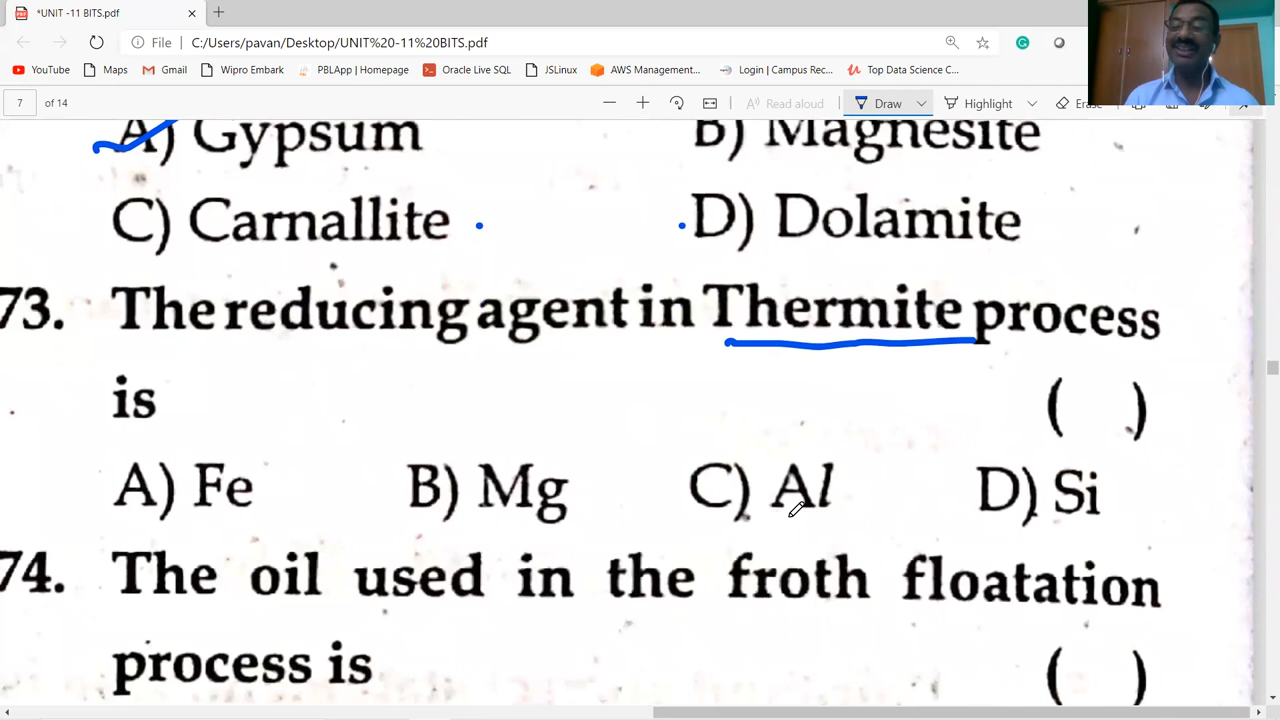 *UNIT -11 BITS.pdf
File C:/Users/pavan/Desktop/UNIT%20-11%20BITS.pdf
YouTube Maps Gmail Wipro Embark PBLApp | Homepage Oracle Live SQL JSLinux AWS Management... Login | Campus Rec... Top Data Science C...
7 of 14 Read aloud Draw Highlight Erase
A) Gypsum B) Magnesite
C) Carnallite D) Dolamite
73. The reducing agent in Thermite process
is ( )
A) Fe B) Mg C) Al D) Si
74. The oil used in the froth floatation
process is ( )